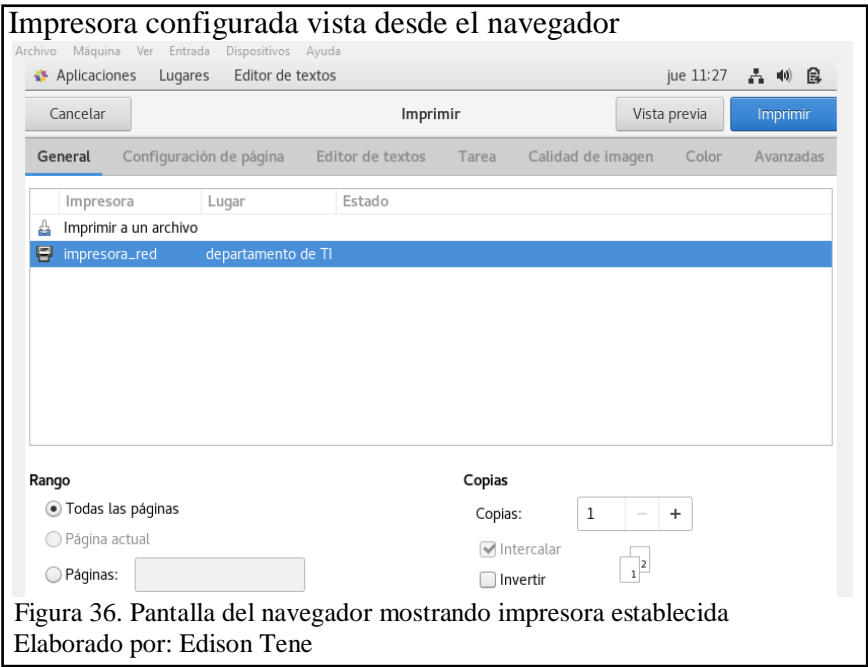 Impresora configurada vista desde el navegador
Archivo Máquina Ver Entrada Dispositivos Ayuda
Aplicaciones Lugares Editor de textos jue 11:27
Cancelar Imprimir Vista previa Imprimir
General Configuración de página Editor de textos Tarea Calidad de imagen Color Avanzadas
Impresora Lugar Estado
Imprimir a un archivo
impresora_red departamento de TI
Rango Copias
Todas las páginas Copias: 1 − +
Página actual Intercalar
Páginas: Invertir 1 2
Figura 36. Pantalla del navegador mostrando impresora establecida
Elaborado por: Edison Tene